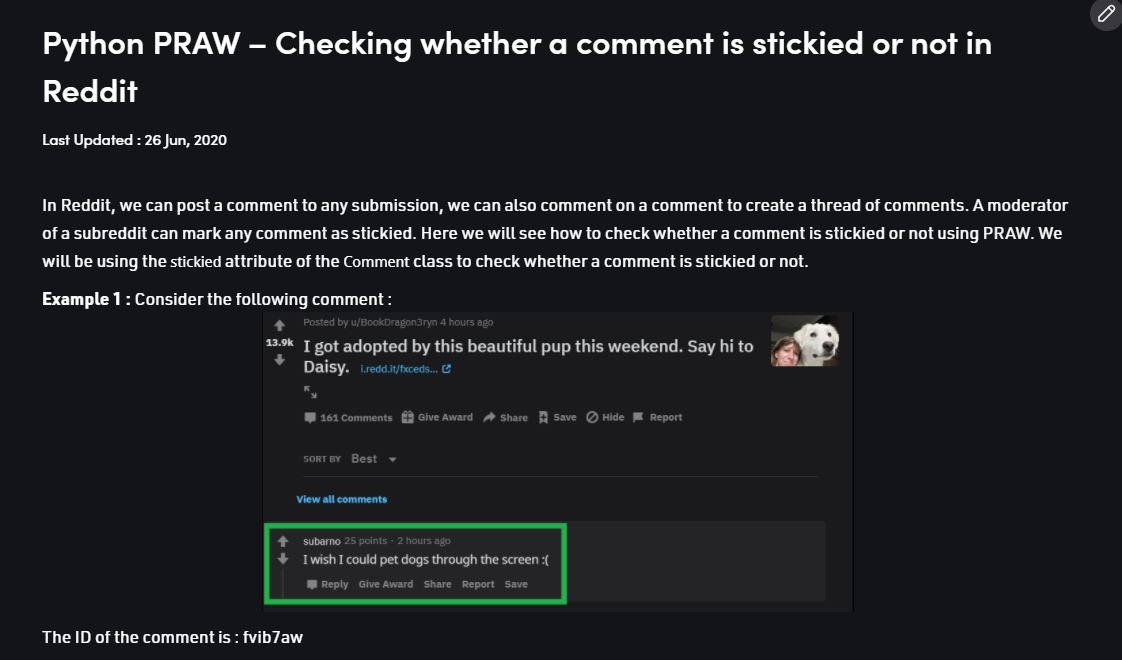 Python PRAW – Checking whether a comment is stickied or not in
Reddit
Last Updated : 26 Jun, 2020
In Reddit, we can post a comment to any submission, we can also comment on a comment to create a thread of comments. A moderator
of a subreddit can mark any comment as stickied. Here we will see how to check whether a comment is stickied or not using PRAW. We
will be using the stickied attribute of the Comment class to check whether a comment is stickied or not.
Example 1 : Consider the following comment :
Posted by u/BookDragon3ryn 4 hours ago
13.9k
I got adopted by this beautiful pup this weekend. Say hi to
Daisy. i.redd.it/fxceds...
161 Comments Give Award Share Save Hide Report
SORT BY Best
View all comments
subarno 25 points · 2 hours ago
I wish I could pet dogs through the screen :(
Reply Give Award Share Report Save
The ID of the comment is : fvib7aw